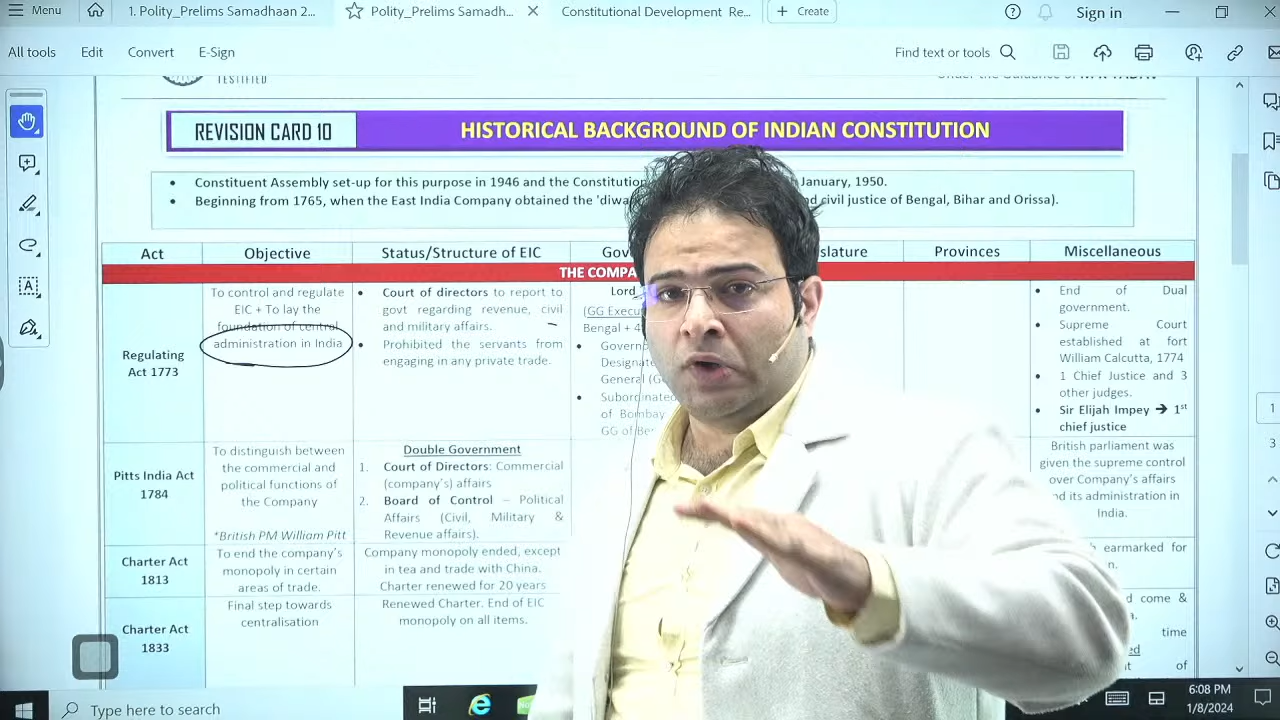 Menu
1. Polity_Prelims Samadhaan 2...
Polity_Prelims Samadh...
Constitutional Development Re...
Create
Sign in
All tools
Edit
Convert
E-Sign
Find text or tools
TESTIFIED
REVISION CARD 10
HISTORICAL BACKGROUND OF INDIAN CONSTITUTION
• Constituent Assembly set-up for this purpose in 1946 and the Constitution January, 1950.
• Beginning from 1765, when the East India Company obtained the 'diwa civil justice of Bengal, Bihar and Orissa).
Act
Objective
Status/Structure of EIC
Provinces
Miscellaneous
THE COMPA
Regulating
Act 1773
To control and regulate
EIC + To lay the
foundation of central
administration in India
• Court of directors to report to
govt regarding revenue, civil
and military affairs.
• Prohibited the servants from
engaging in any private trade.
Lord
(GG Execu
Bengal + 4
• Govern
Designate
General (G
• Subordinate
of Bombay
GG of Be
• End of Dual
government.
• Supreme Court
established at fort
William Calcutta, 1774
• 1 Chief Justice and 3
other judges.
• Sir Elijah Impey → 1st
chief justice
Pitts India Act
1784
To distinguish between
the commercial and
political functions of
the Company
*British PM William Pitt
Double Government
1. Court of Directors: Commercial
(company's) affairs
2. Board of Control – Political
Affairs (Civil, Military &
Revenue affairs).
British parliament was
given the supreme control
over Company's affairs
and its administration in
India.
Charter Act
1813
To end the company's
monopoly in certain
areas of trade.
Company monopoly ended, except
in tea and trade with China.
Charter renewed for 20 years
earmarked for
Charter Act
1833
Final step towards
centralisation
Renewed Charter. End of EIC
monopoly on all items.
come &
time
of
1
3
Type here to search
6:08 PM
1/8/2024